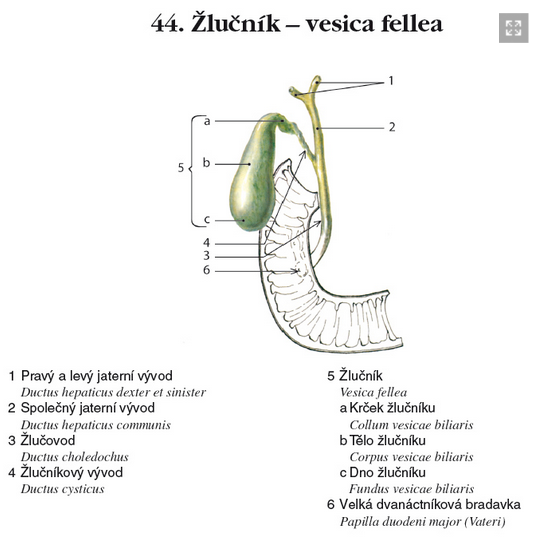 44. Žlučník – vesica fellea
1
a
2
5
b
c
4
3
6
1 Pravý a levý jaterní vývod
Ductus hepaticus dexter et sinister
2 Společný jaterní vývod
Ductus hepaticus communis
3 Žlučovod
Ductus choledochus
4 Žlučníkový vývod
Ductus cysticus
5 Žlučník
Vesica fellea
a Krček žlučníku
Collum vesicae biliaris
b Tělo žlučníku
Corpus vesicae biliaris
c Dno žlučníku
Fundus vesicae biliaris
6 Velká dvanáctníková bradavka
Papilla duodeni major (Vateri)